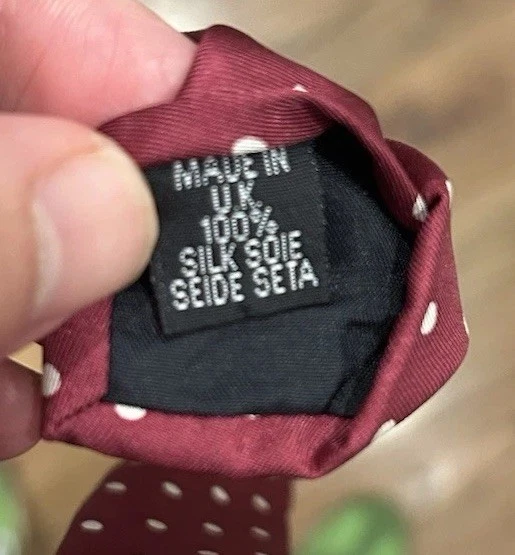 MADE IN
U.K.
100%
SILK SOIE
SEIDE SETA